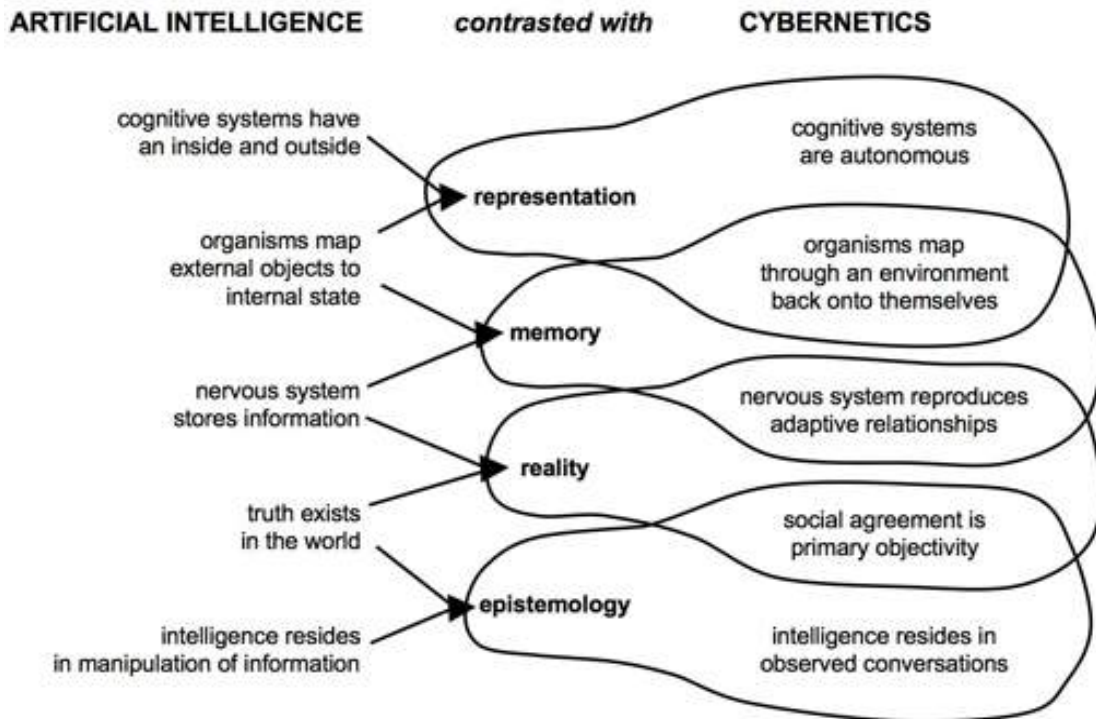 ARTIFICIAL INTELLIGENCE contrasted with CYBERNETICS
cognitive systems have
an inside and outside
organisms map
external objects to
internal state
nervous system
stores information
truth exists
in the world
intelligence resides
in manipulation of information
representation
memory
reality
epistemology
cognitive systems
are autonomous
organisms map
through an environment
back onto themselves
nervous system reproduces
adaptive relationships
social agreement is
primary objectivity
intelligence resides in
observed conversations